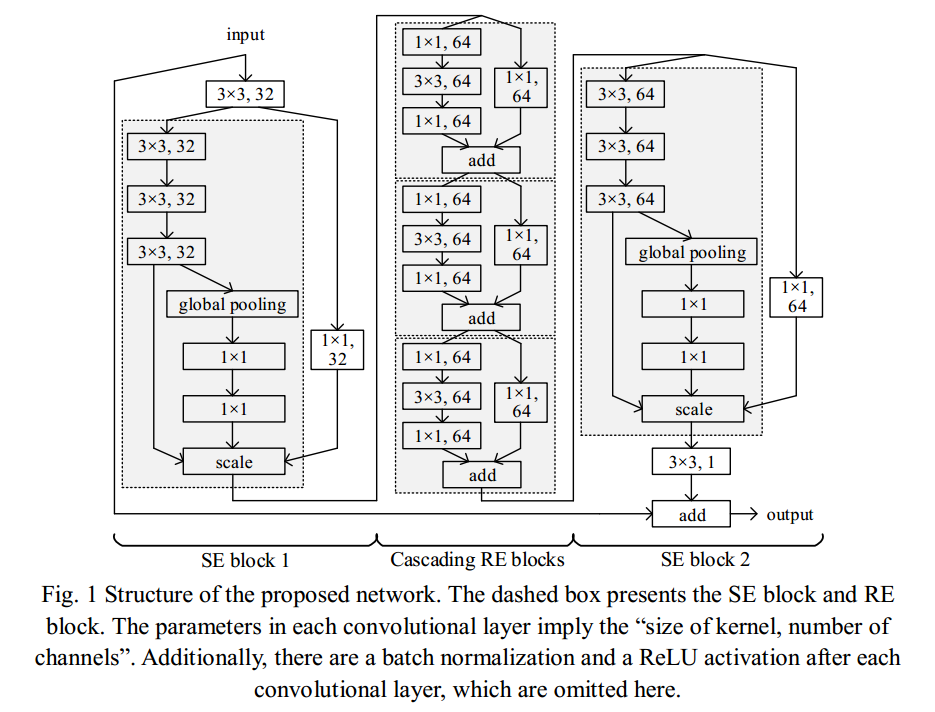 input
3×3, 32
3×3, 32
3×3, 32
3×3, 32
global pooling
1×1
1×1
1×1,
32
scale
SE block 1
1×1, 64
3×3, 64
1×1, 64
1×1,
64
add
1×1, 64
3×3, 64
1×1, 64
1×1,
64
add
1×1, 64
3×3, 64
1×1, 64
1×1,
64
add
Cascading RE blocks
3×3, 64
3×3, 64
3×3, 64
global pooling
1×1
1×1
1×1,
64
scale
3×3, 1
add
output
SE block 2
Fig. 1 Structure of the proposed network. The dashed box presents the SE block and RE
block. The parameters in each convolutional layer imply the “size of kernel, number of
channels”. Additionally, there are a batch normalization and a ReLU activation after each
convolutional layer, which are omitted here.